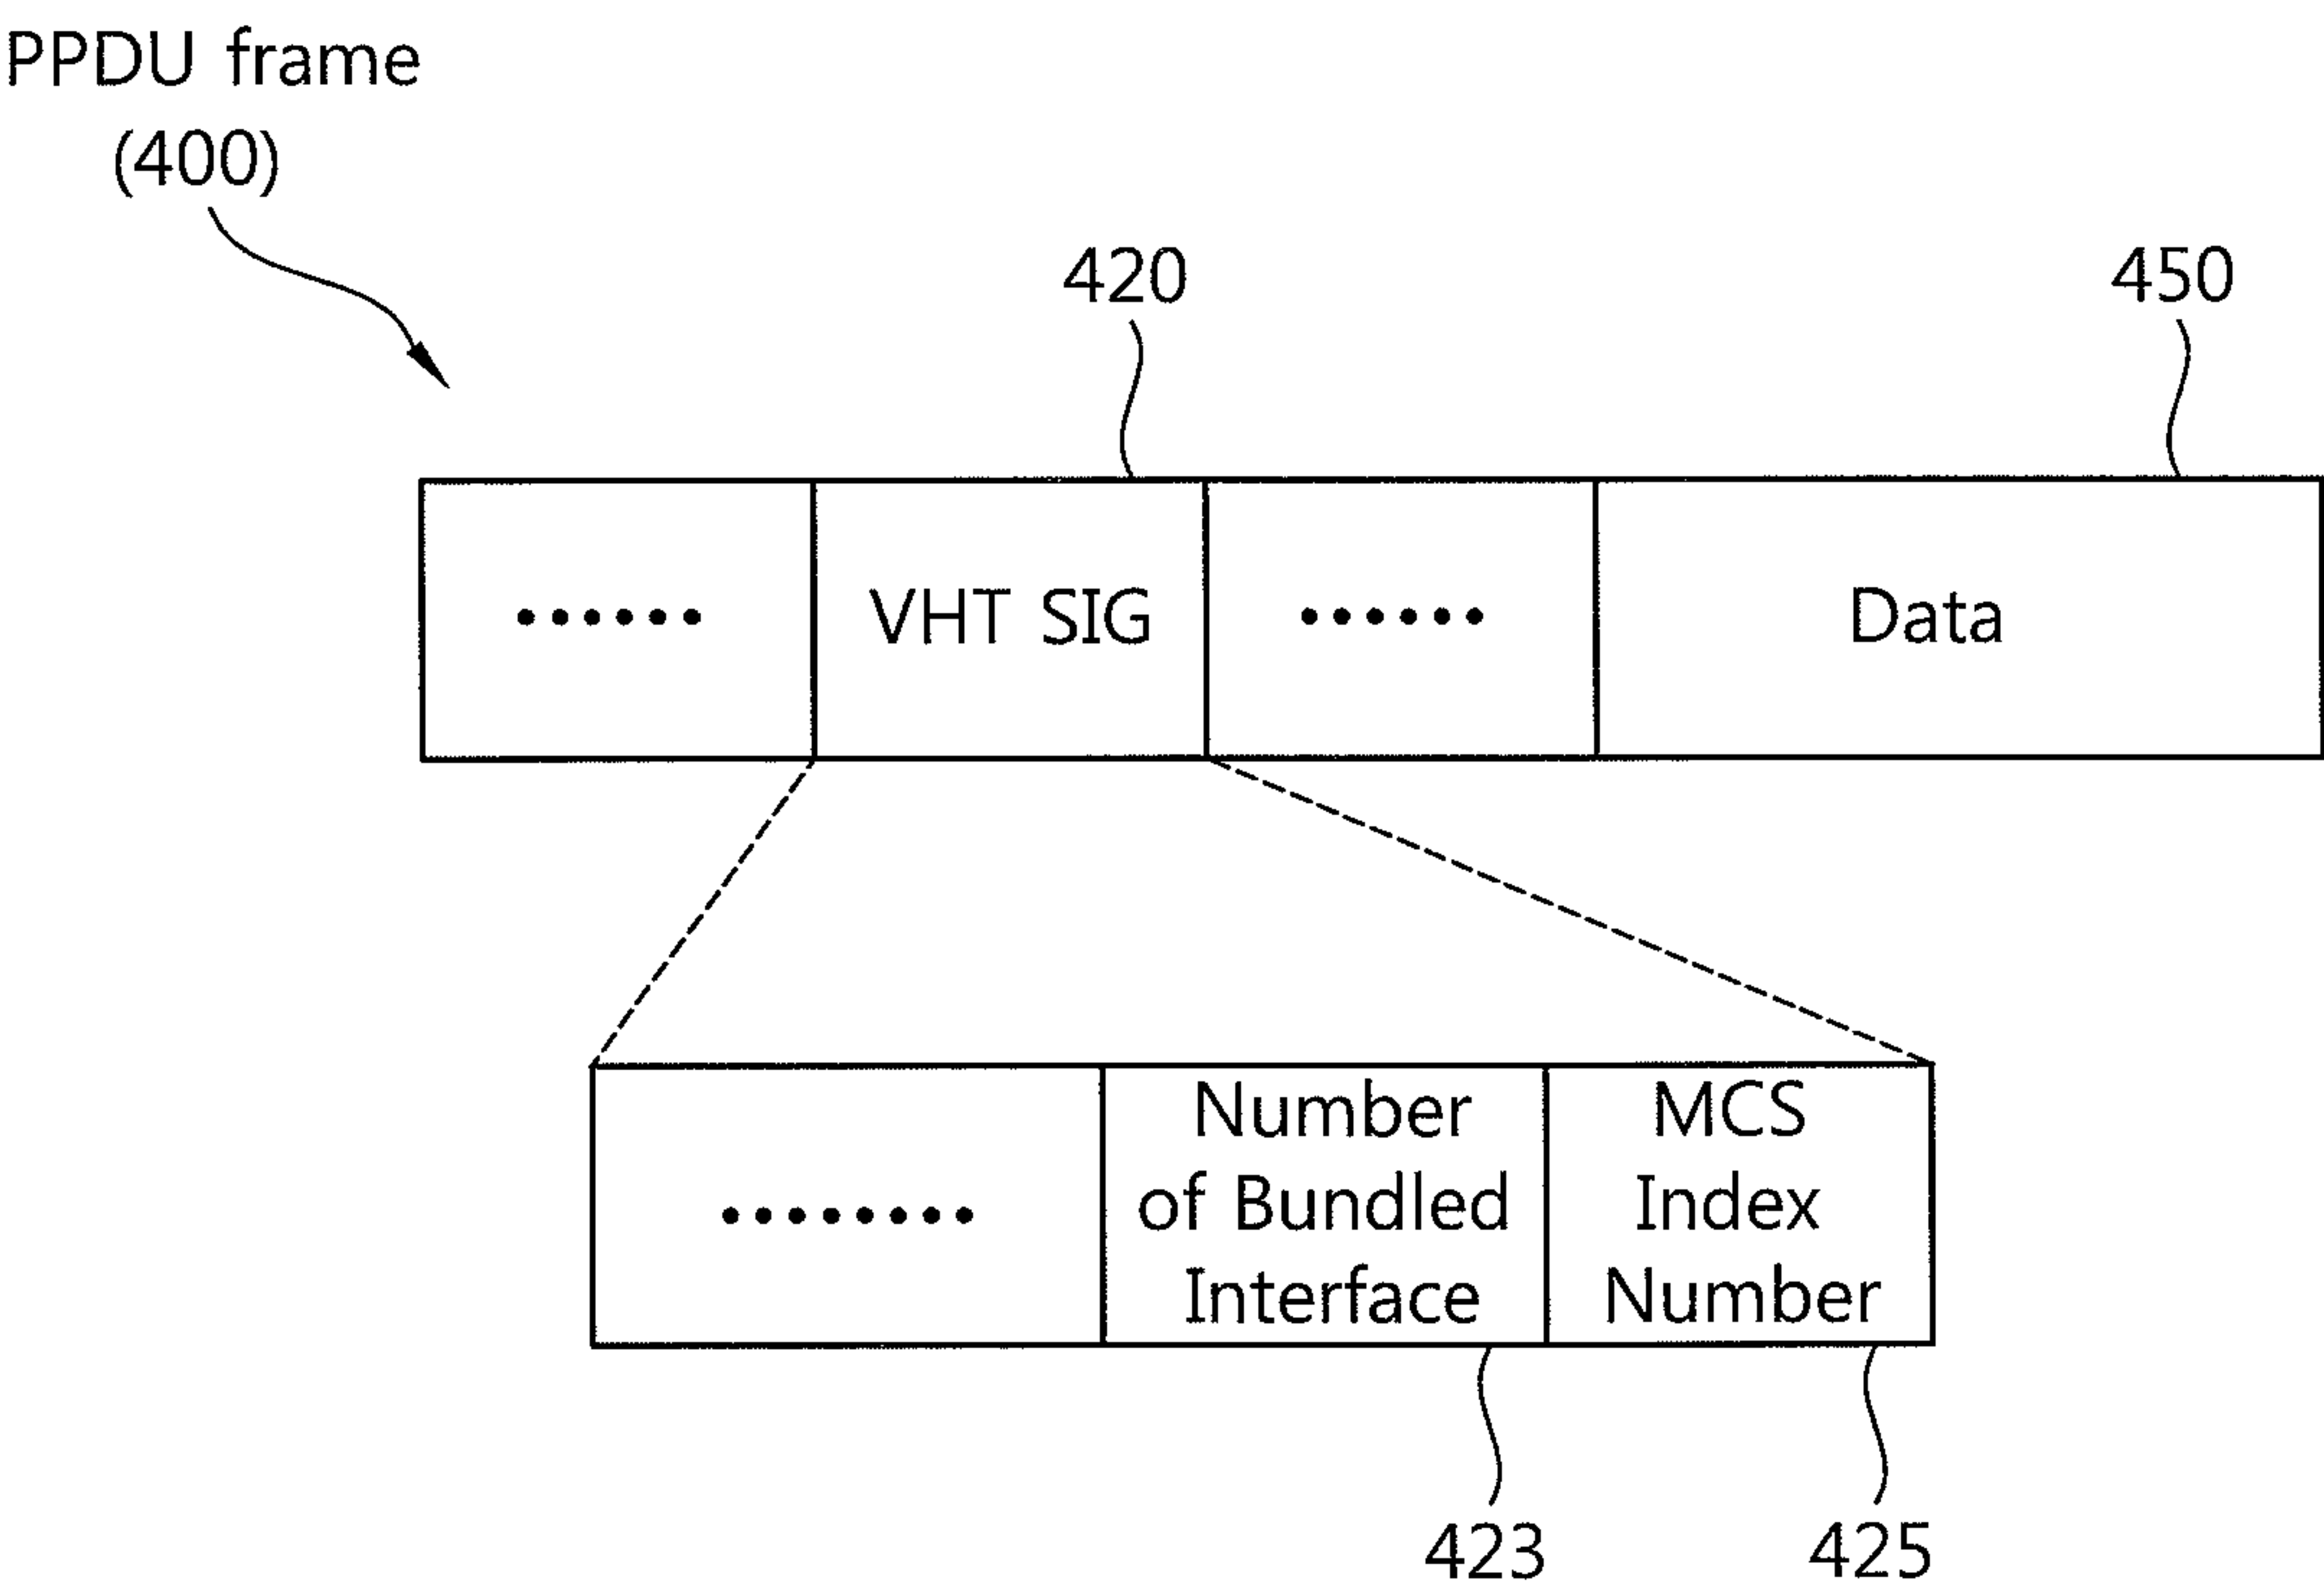 PPDU frame
(400)
420
450
...... VHT SIG ...... Data
........
Number
of Bundled
Interface
MCS
Index
Number
423
425